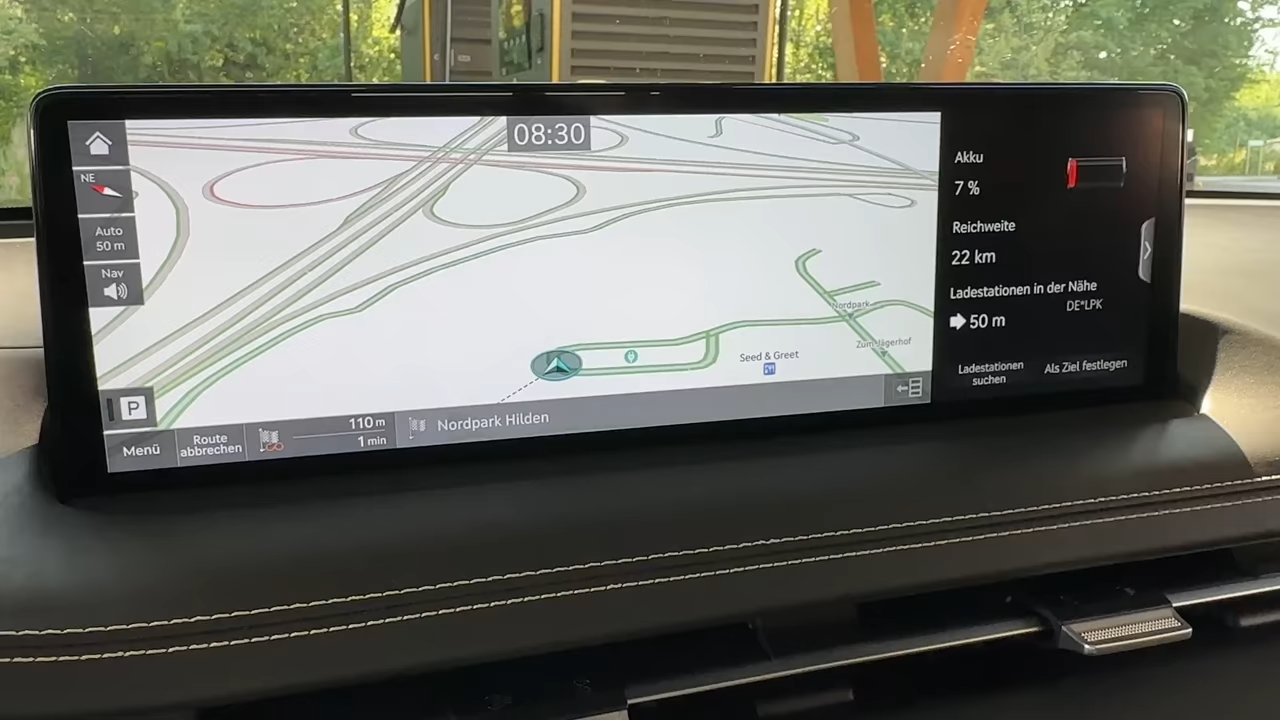 08:30
NE
Auto
50 m
Nav
P
Menü
Route
abbrechen
110 m
1 min
Nordpark Hilden
Nordpark
Zum Jägerhof
Seed & Greet
Akku
7 %
Reichweite
22 km
Ladestationen in der Nähe
DE*LPK
50 m
Ladestationen
suchen
Als Ziel festlegen